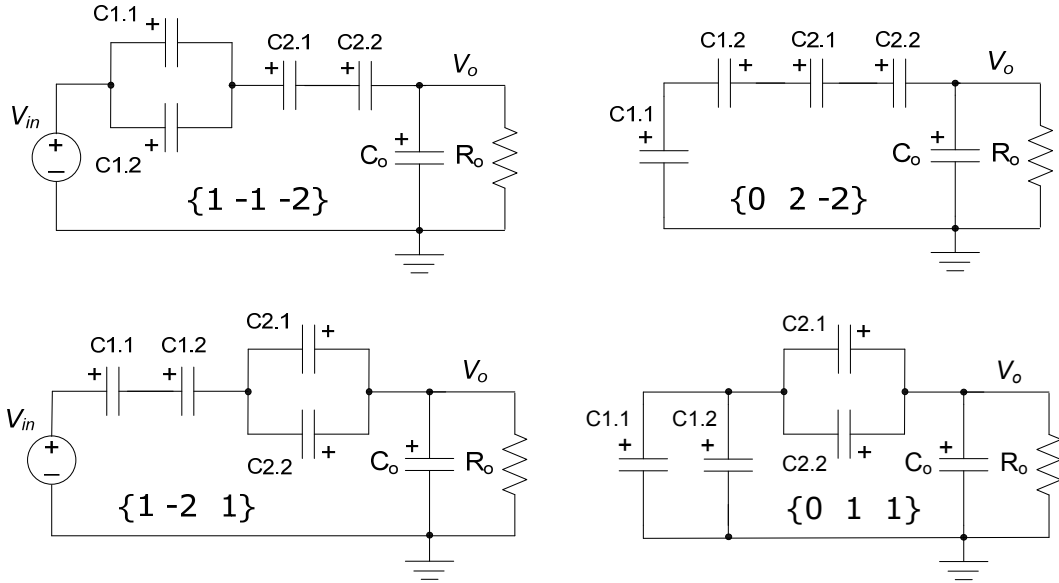 C1.1
+
C2.1
C2.2
+
+
Vo
Vin
+
−
+
C1.2
+
Co
Ro
{1 -1 -2}
C1.2
C2.1
C2.2
+
+
+
Vo
C1.1
+
+
Co
Ro
{0 2 -2}
C2.1
+
C1.1
C1.2
+
+
Vo
Vin
+
−
+
C2.2
+
Co
Ro
{1 -2 1}
C2.1
+
Vo
C1.1
C1.2
+
+
+
C2.2
+
Co
Ro
{0 1 1}